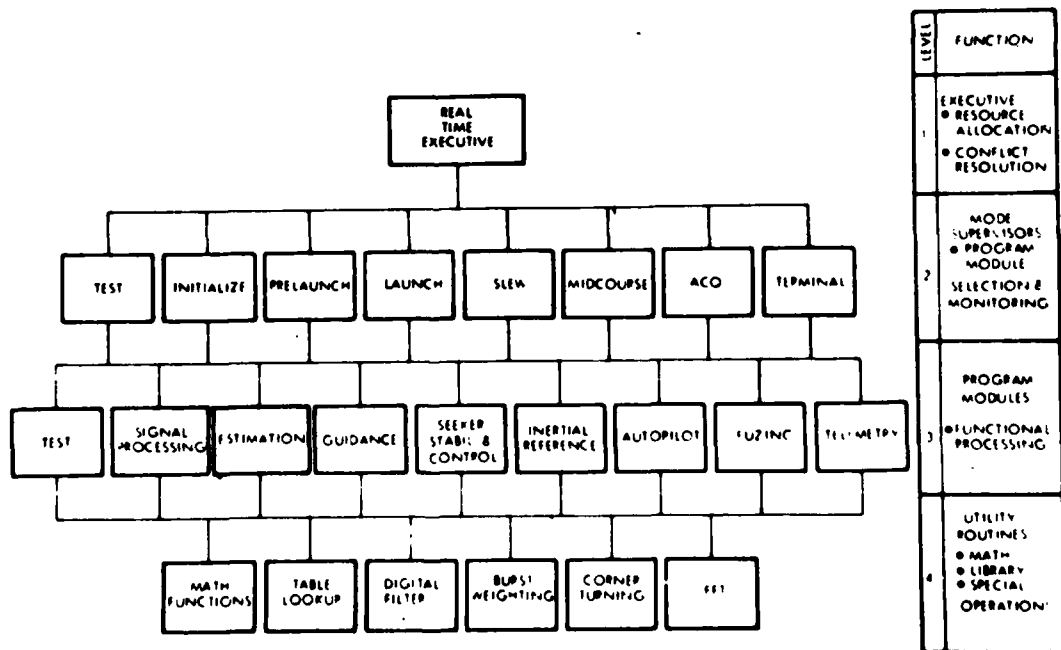 REAL
TIME
EXECUTIVE
TEST
INITIALIZE
PRELAUNCH
LAUNCH
SLEW
MIDCOURSE
ACQ
TERMINAL
TEST
SIGNAL
PROCESSING
ESTIMATION
GUIDANCE
SEEKER
STABIL &
CONTROL
INERTIAL
REFERENCE
AUTOPILOT
FUZING
TELEMETRY
MATH
FUNCTIONS
TABLE
LOOKUP
DIGITAL
FILTER
BURST
WEIGHTING
CORNER
TURNING
FFT
LEVEL
FUNCTION
1
EXECUTIVE
• RESOURCE
ALLOCATION
• CONFLICT
RESOLUTION
2
MODE
SUPERVISORS
• PROGRAM
MODULE
SELECTION &
MONITORING
3
PROGRAM
MODULES
• FUNCTIONAL
PROCESSING
4
UTILITY
ROUTINES
• MATH
• LIBRARY
• SPECIAL
OPERATION